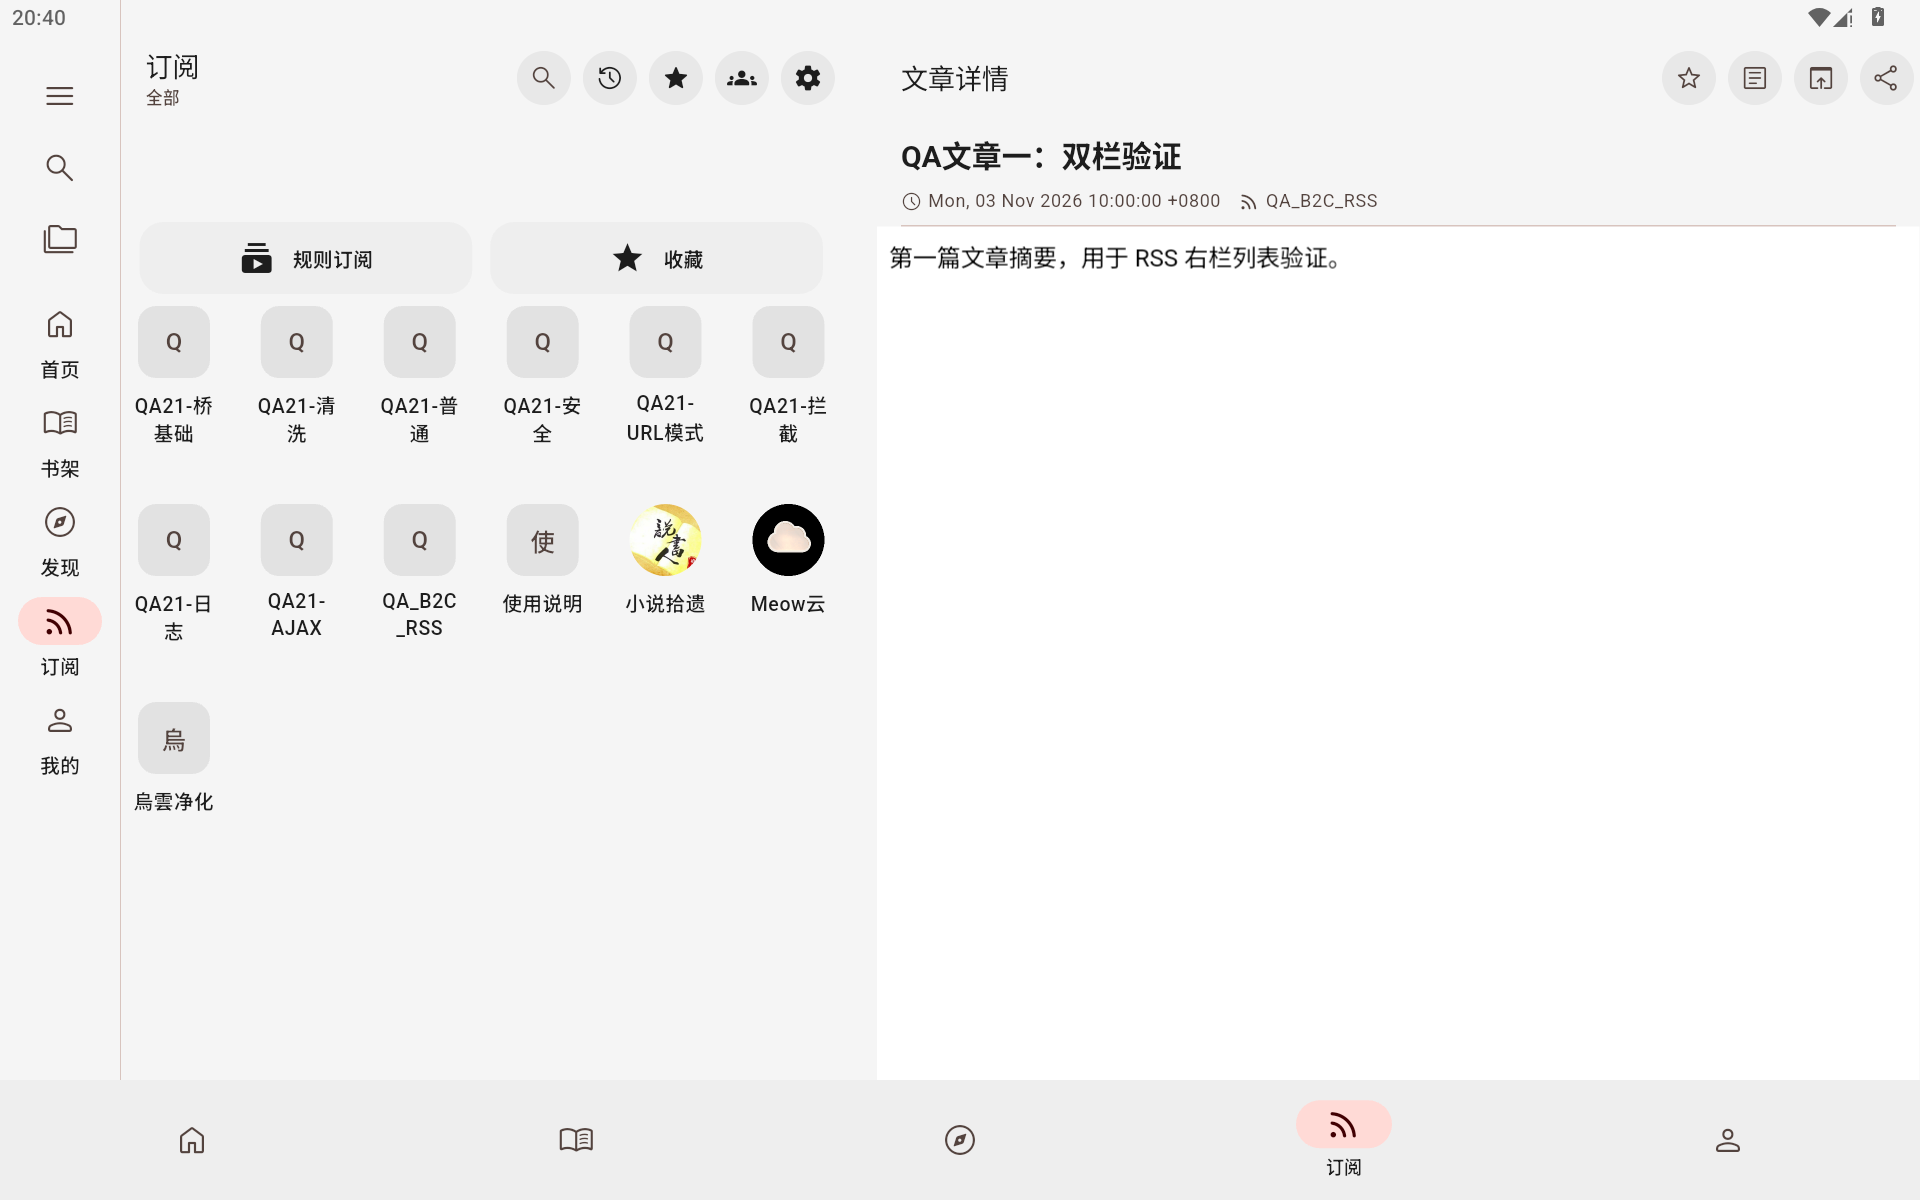 20:40
订阅
全部
首页
书架
发现
订阅
我的
规则订阅
收藏
Q
Q
Q
Q
Q
Q
QA21-桥
基础
QA21-清
洗
QA21-普
通
QA21-安
全
QA21-
URL模式
QA21-拦
截
Q
Q
Q
使
說書人
QA21-日
志
QA21-
AJAX
QA_B2C
_RSS
使用说明
小说拾遗
Meow云
烏
烏雲净化
文章详情
QA文章一：双栏验证
Mon, 03 Nov 2026 10:00:00 +0800
QA_B2C_RSS
第一篇文章摘要，用于 RSS 右栏列表验证。
订阅